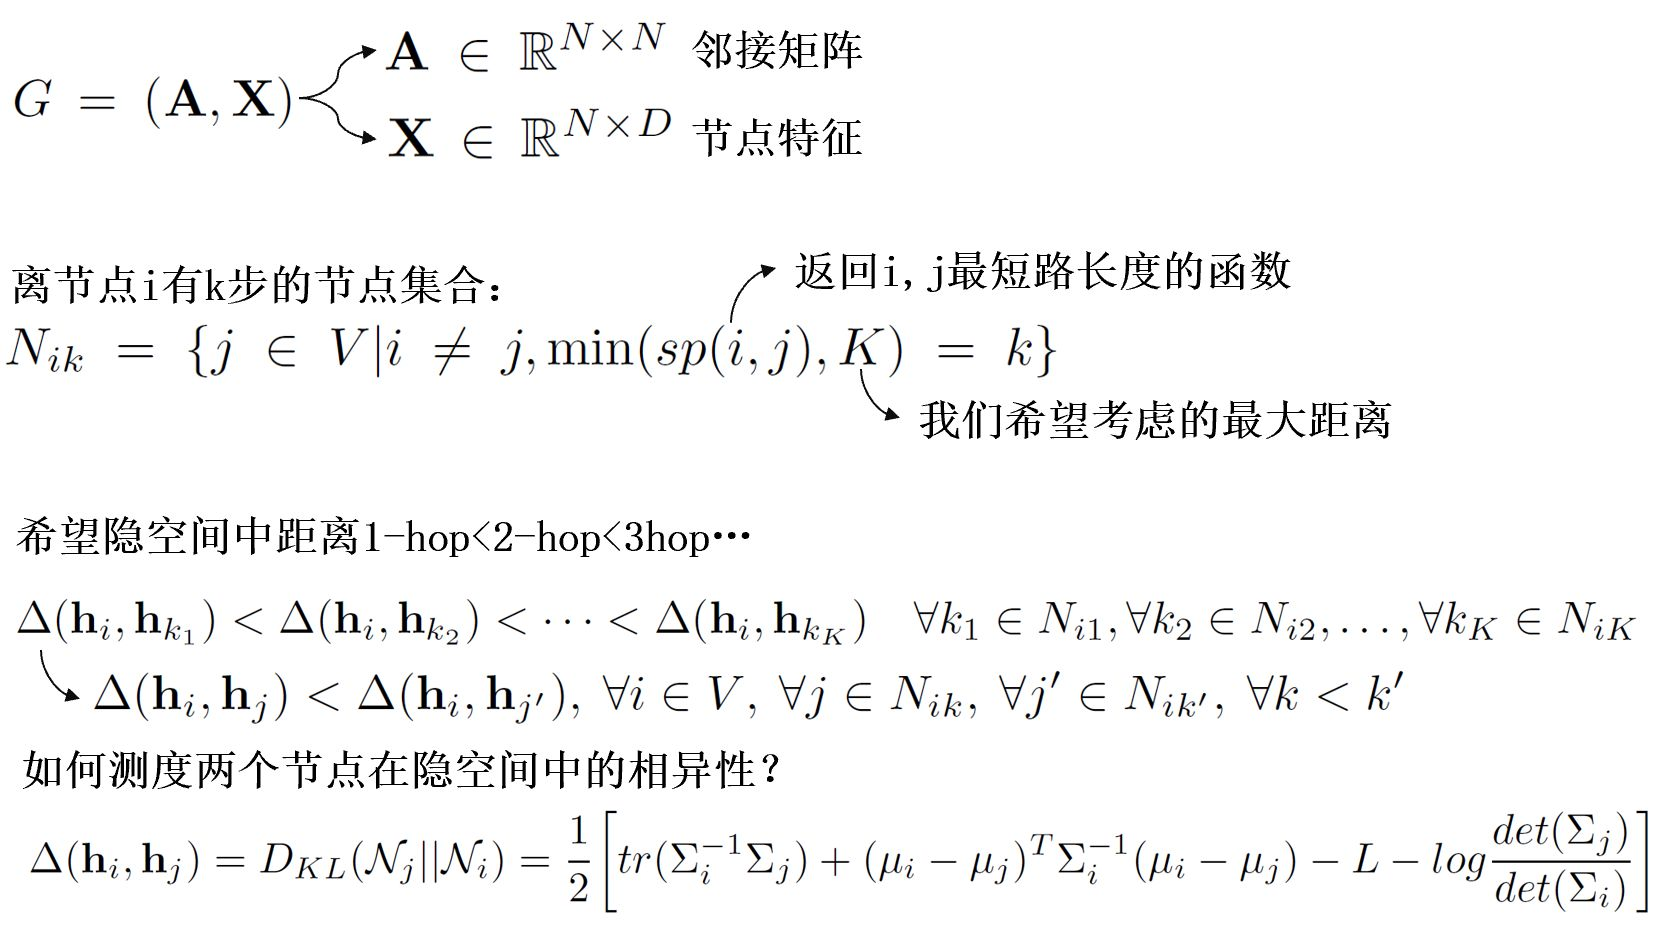 G = (A, X)
A ∈ ℝ^{N×N} 邻接矩阵
X ∈ ℝ^{N×D} 节点特征
离节点i有k步的节点集合:
返回i,j最短路长度的函数
N_{ik} = {j ∈ V|i ≠ j, min(sp(i, j), K) = k}
我们希望考虑的最大距离
希望隐空间中距离1-hop<2-hop<3hop…
Δ(h_i, h_{k_1}) < Δ(h_i, h_{k_2}) < ⋯ < Δ(h_i, h_{k_K}) ∀k_1 ∈ N_{i1}, ∀k_2 ∈ N_{i2}, …, ∀k_K ∈ N_{iK}
Δ(h_i, h_j) < Δ(h_i, h_{j′}), ∀i ∈ V, ∀j ∈ N_{ik}, ∀j′ ∈ N_{ik′}, ∀k < k′
如何测度两个节点在隐空间中的相异性?
Δ(h_i, h_j) = D_{KL}(𝒩_j||𝒩_i) = \frac{1}{2}[tr(Σ_i^{-1}Σ_j) + (μ_i − μ_j)^T Σ_i^{-1}(μ_i − μ_j) − L − log\frac{det(Σ_j)}{det(Σ_i)}]